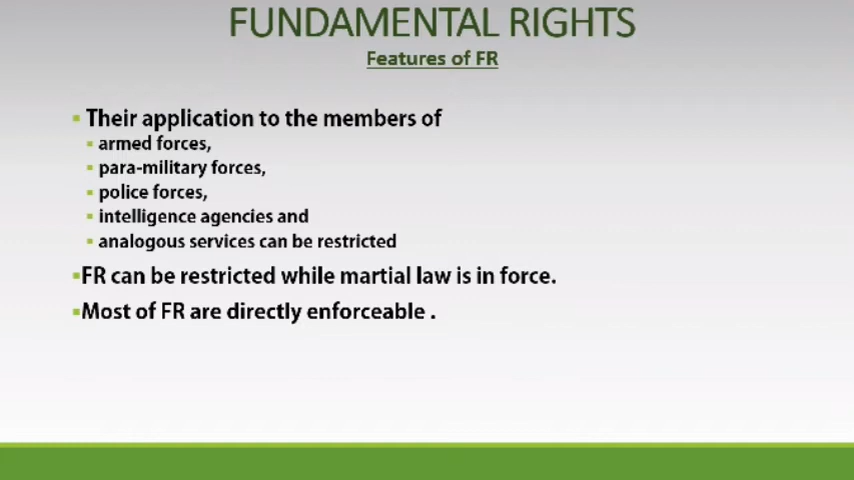 FUNDAMENTAL RIGHTS
Features of FR
Their application to the members of
armed forces,
para-military forces,
police forces,
intelligence agencies and
analogous services can be restricted
FR can be restricted while martial law is in force.
Most of FR are directly enforceable .